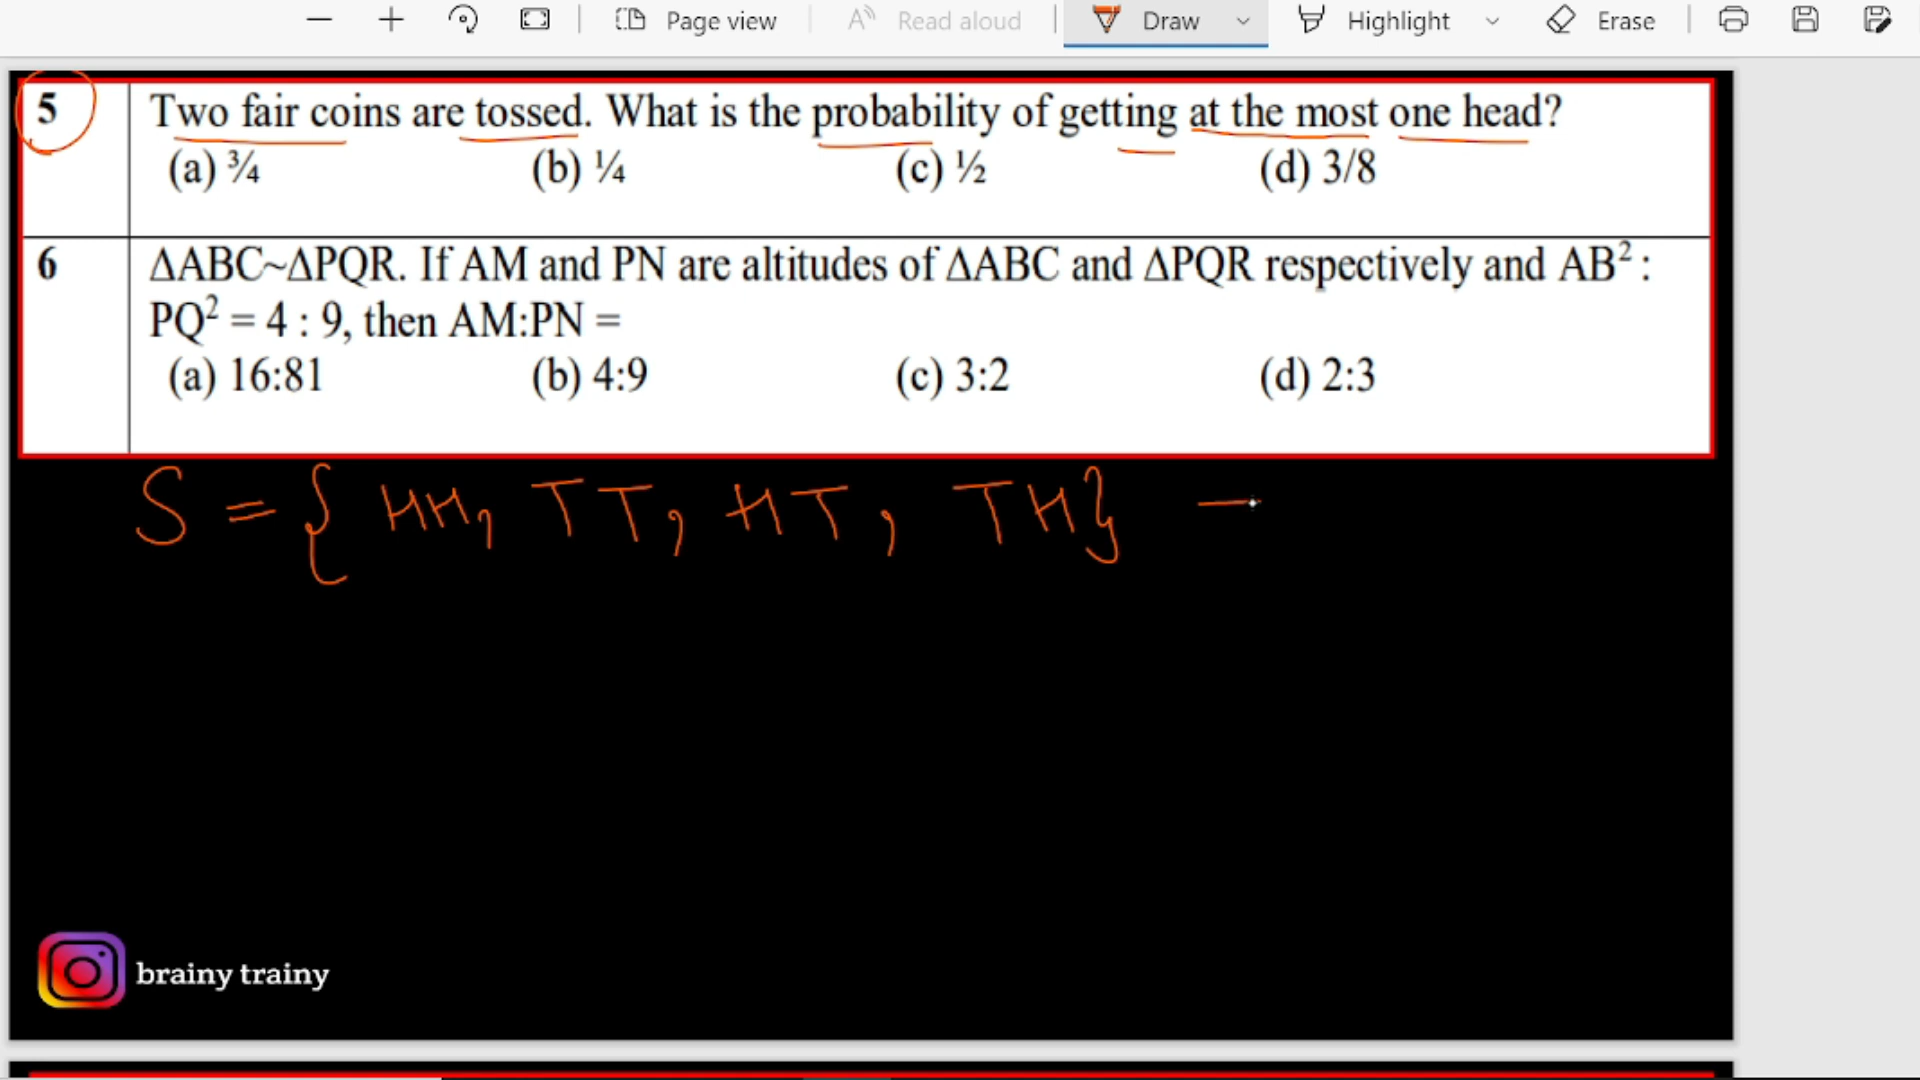 Page view Read aloud Draw Highlight Erase
5 Two fair coins are tossed. What is the probability of getting at the most one head?
(a) ¾ (b) ¼ (c) ½ (d) 3/8
6 ΔABC~ΔPQR. If AM and PN are altitudes of ΔABC and ΔPQR respectively and AB² :
PQ² = 4 : 9, then AM:PN =
(a) 16:81 (b) 4:9 (c) 3:2 (d) 2:3
S = { HH, TT, HT, TH} —
brainy trainy